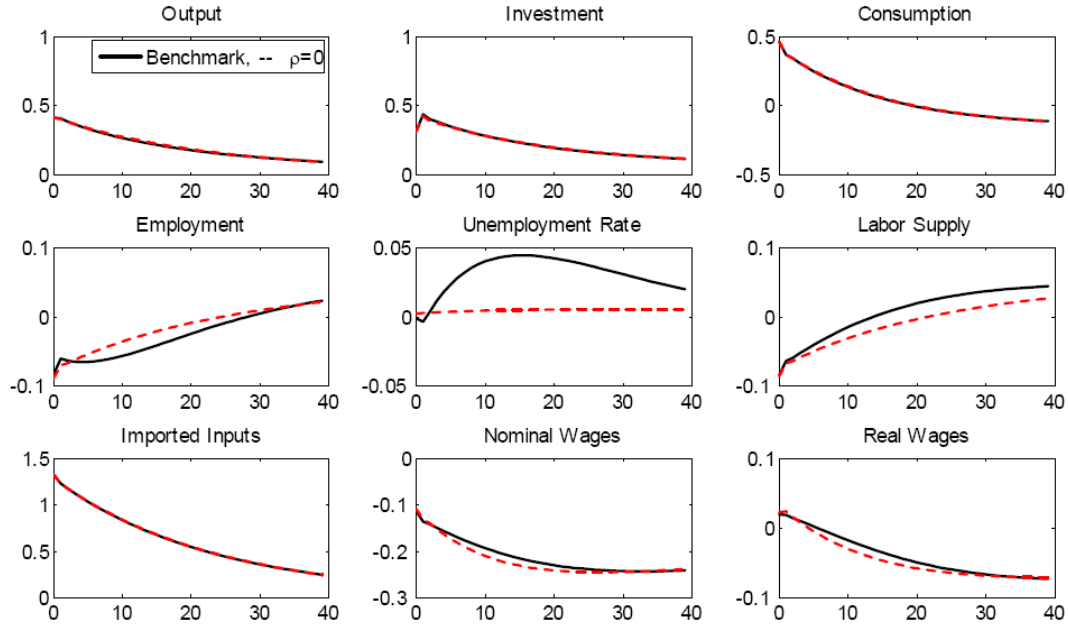 Output
Investment
Consumption
1
0.5
0
0 10 20 30 40
Benchmark, -- ρ=0
1
0.5
0
0 10 20 30 40
0.5
0
-0.5
0 10 20 30 40
Employment
Unemployment Rate
Labor Supply
0.1
0
-0.1
0 10 20 30 40
0.05
0
-0.05
0 10 20 30 40
0.1
0
-0.1
0 10 20 30 40
Imported Inputs
Nominal Wages
Real Wages
1.5
1
0.5
0
0 10 20 30 40
0
-0.1
-0.2
-0.3
0 10 20 30 40
0.1
0
-0.1
0 10 20 30 40